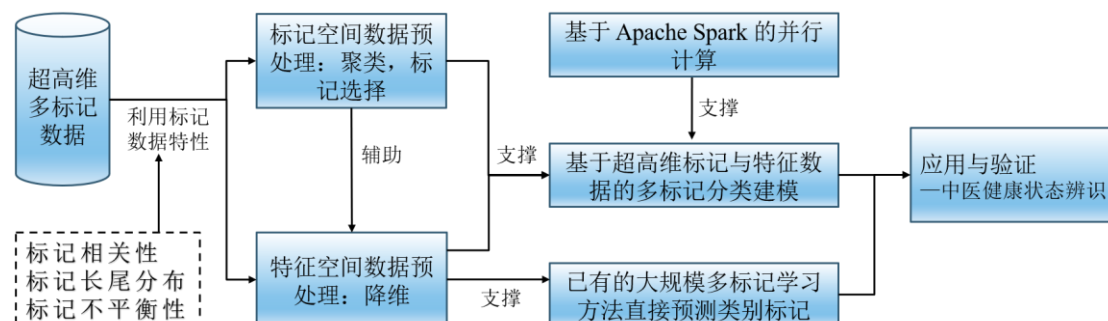 超高维
多标记
数据
利用标记
数据特性
标记相关性
标记长尾分布
标记不平衡性
标记空间数据预
处理：聚类，标
记选择
辅助
特征空间数据预
处理：降维
支撑
支撑
基于 Apache Spark 的并行
计算
支撑
基于超高维标记与特征数
据的多标记分类建模
已有的大规模多标记学习
方法直接预测类别标记
应用与验证
—中医健康状态辨识